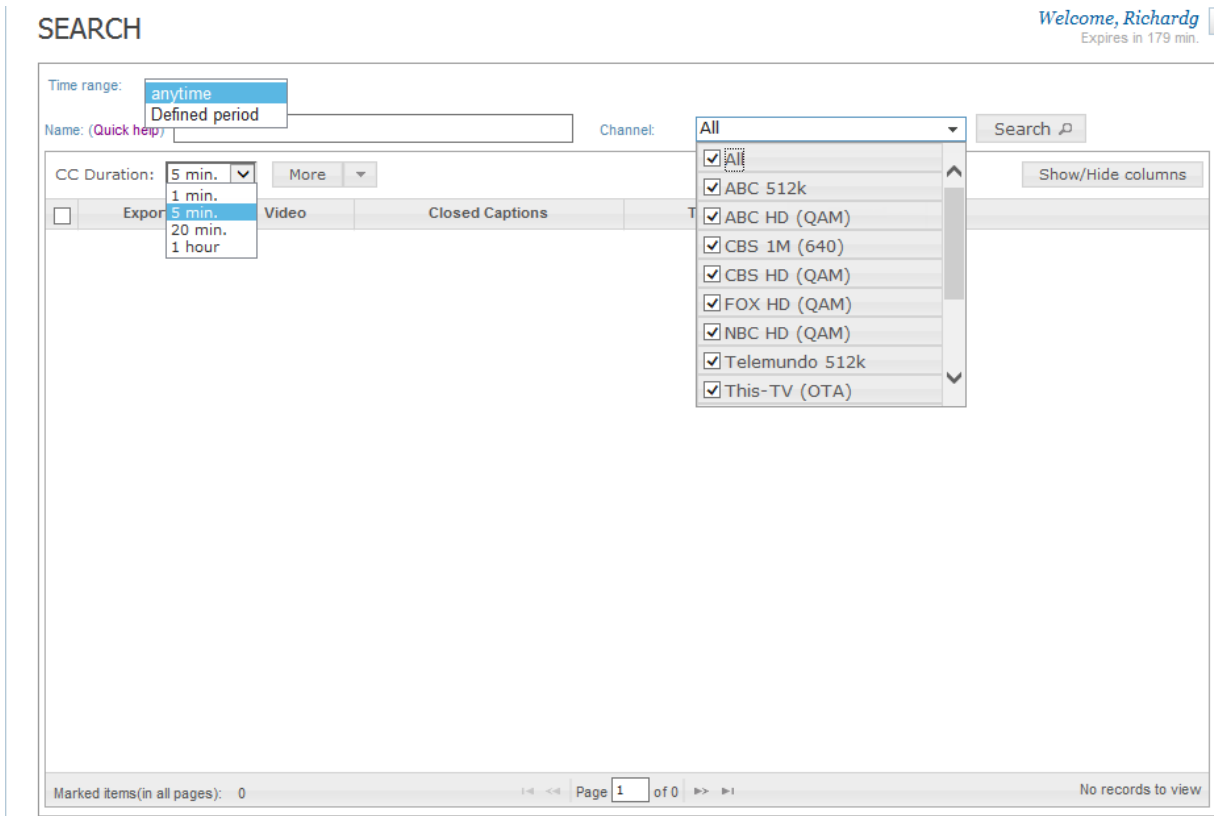 SEARCH
Welcome, Richardg
Expires in 179 min.
Time range:
anytime
Defined period
Name: (Quick help)
Channel:
All
Search
All
ABC 512k
ABC HD (QAM)
CBS 1M (640)
CBS HD (QAM)
FOX HD (QAM)
NBC HD (QAM)
Telemundo 512k
This-TV (OTA)
CC Duration:
5 min.
More
Show/Hide columns
1 min.
5 min.
20 min.
1 hour
Expor
Video
Closed Captions
T
Marked items(in all pages): 0
Page 1 of 0
No records to view